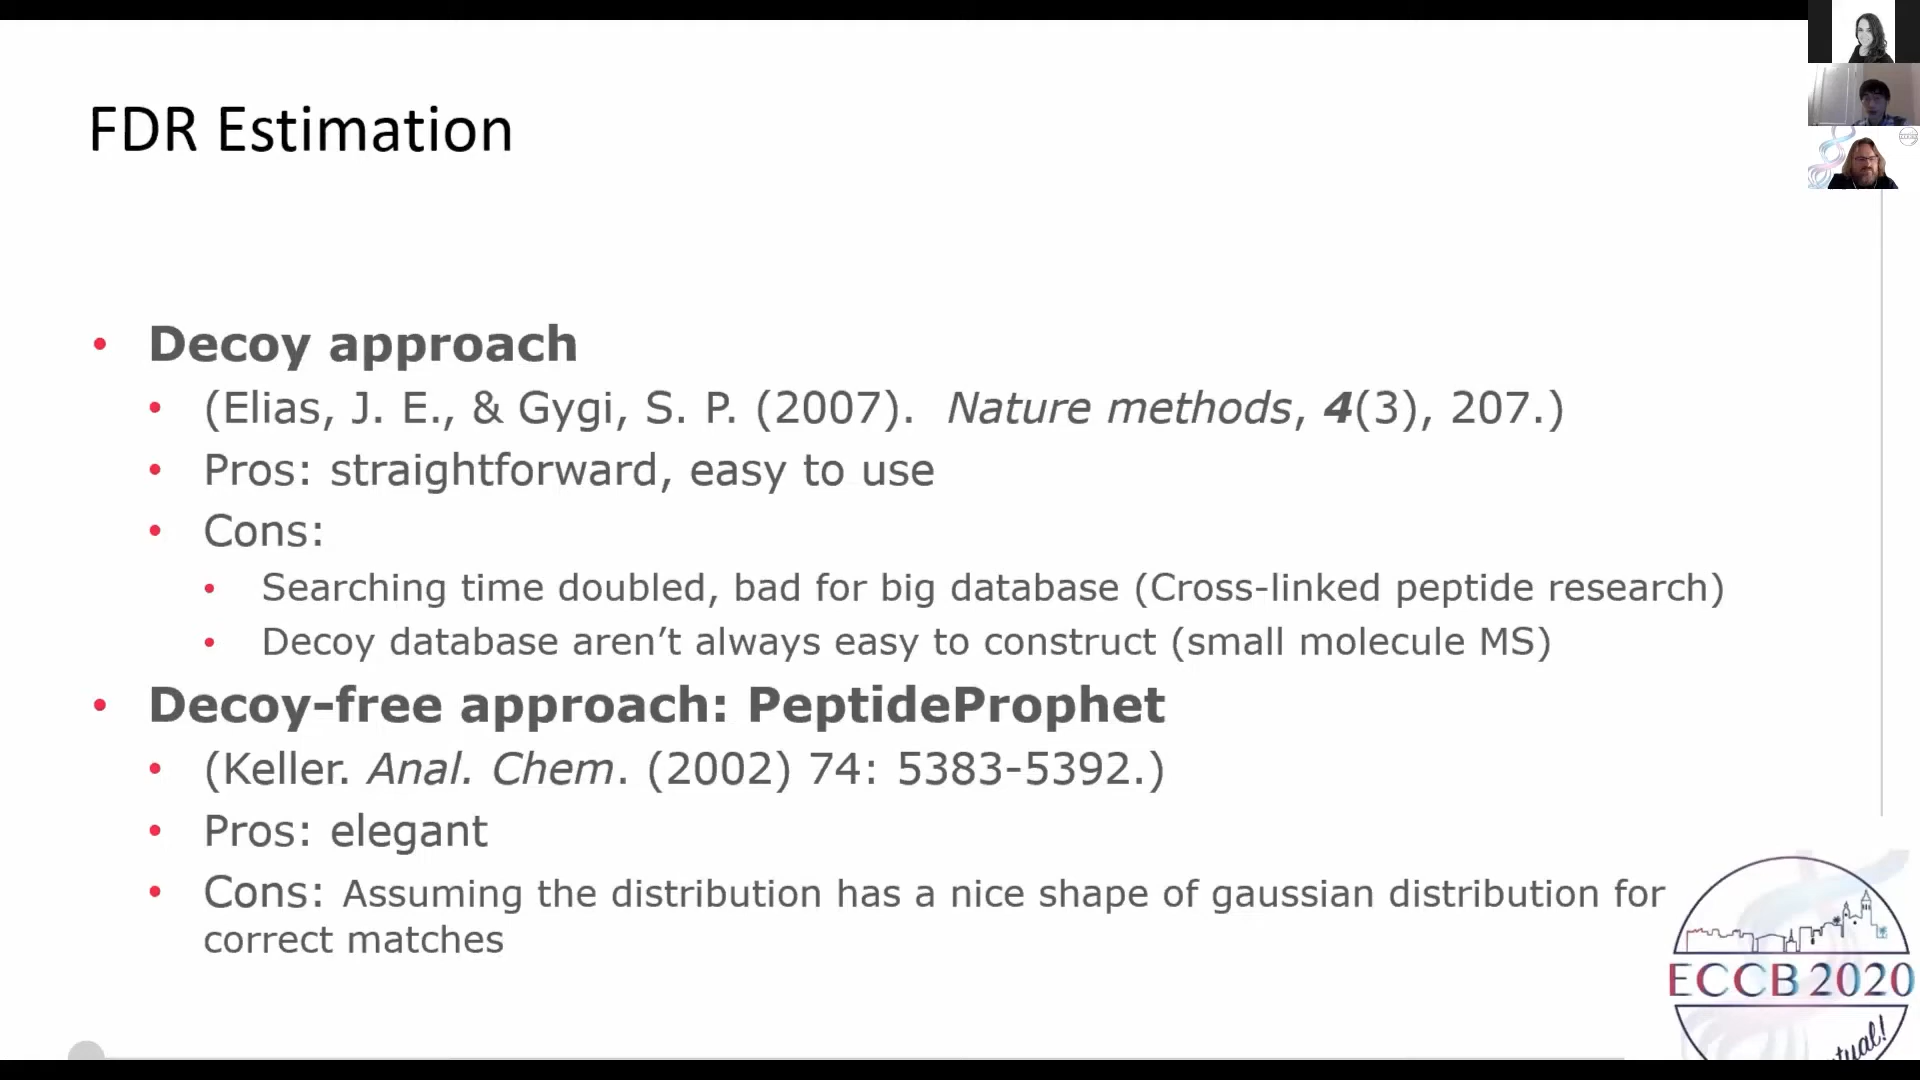 FDR Estimation
• Decoy approach
• (Elias, J. E., & Gygi, S. P. (2007). Nature methods, 4(3), 207.)
• Pros: straightforward, easy to use
• Cons:
• Searching time doubled, bad for big database (Cross-linked peptide research)
• Decoy database aren’t always easy to construct (small molecule MS)
• Decoy-free approach: PeptideProphet
• (Keller. Anal. Chem. (2002) 74: 5383-5392.)
• Pros: elegant
• Cons: Assuming the distribution has a nice shape of gaussian distribution for
correct matches
ECCB 2020